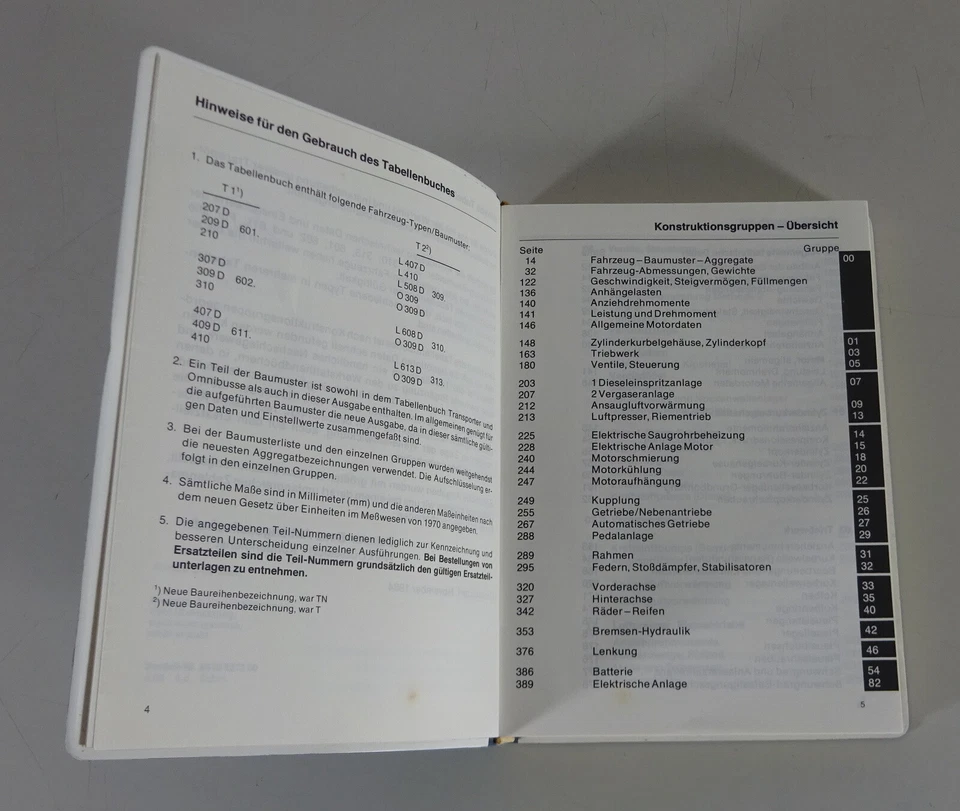 Hinweise für den Gebrauch des Tabellenbuches
1. Das Tabellenbuch enthält folgende Fahrzeug-Typen/Baumuster:
T 1¹)
207 D
209 D 601.
210
307 D
309 D 602.
310
407 D
409 D 611.
410
T 2²)
L 407 D
L 410
L 508 D 309.
O 309
O 309 D
L 608 D 310.
O 309 D
L 613 D 313.
O 309 D
2. Ein Teil der Baumuster ist sowohl in dem Tabellenbuch Transporter und
Omnibusse als auch in dieser Ausgabe enthalten. Im allgemeinen genügt für
die aufgeführten Baumuster die neue Ausgabe, da in dieser sämtliche gülti-
gen Daten und Einstellwerte zusammengefaßt sind.
3. Bei der Baumusterliste und den einzelnen Gruppen wurden weitgehendst
die neuesten Aggregatbezeichnungen verwendet. Die Aufschlüsselung er-
folgt in den einzelnen Gruppen.
4. Sämtliche Maße sind in Millimeter (mm) und die anderen Maßeinheiten nach
dem neuen Gesetz über Einheiten im Meßwesen von 1970 angegeben.
5. Die angegebenen Teil-Nummern dienen lediglich zur Kennzeichnung und
besseren Unterscheidung einzelner Ausführungen. Bei Bestellungen von
Ersatzteilen sind die Teil-Nummern grundsätzlich den gültigen Ersatzteil-
unterlagen zu entnehmen.
¹) Neue Baureihenbezeichnung, war TN
²) Neue Baureihenbezeichnung, war T
4
Konstruktionsgruppen – Übersicht
Seite Gruppe
14 Fahrzeug – Baumuster – Aggregate 00
32 Fahrzeug-Abmessungen, Gewichte
122 Geschwindigkeit, Steigvermögen, Füllmengen
136 Anhängelasten
140 Anziehdrehmomente
141 Leistung und Drehmoment
146 Allgemeine Motordaten
148 Zylinderkurbelgehäuse, Zylinderkopf 01
163 Triebwerk 03
180 Ventile, Steuerung 05
203 1 Dieseleinspritzanlage 07
207 2 Vergaseranlage
212 Ansaugluftvorwärmung 09
213 Luftpresser, Riementrieb 13
225 Elektrische Saugrohrbeheizung 14
228 Elektrische Anlage Motor 15
240 Motorschmierung 18
244 Motorkühlung 20
247 Motoraufhängung 22
249 Kupplung 25
255 Getriebe/Nebenantriebe 26
267 Automatisches Getriebe 27
288 Pedalanlage 29
289 Rahmen 31
295 Federn, Stoßdämpfer, Stabilisatoren 32
320 Vorderachse 33
327 Hinterachse 35
342 Räder – Reifen 40
353 Bremsen-Hydraulik 42
376 Lenkung 46
386 Batterie 54
389 Elektrische Anlage 82
5